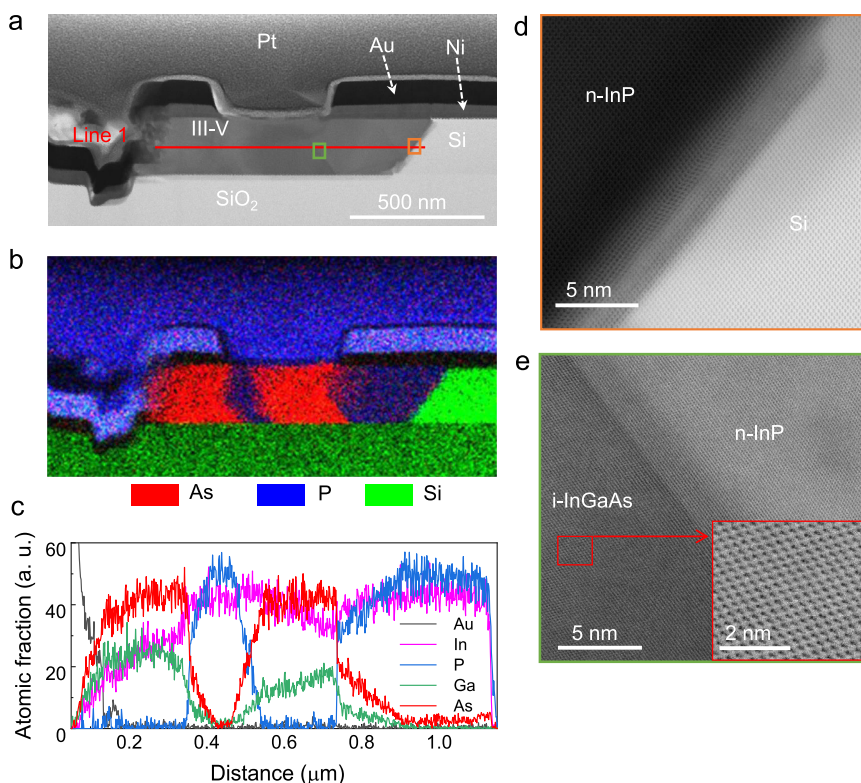 a
Pt
Au
Ni
Line 1
III-V
Si
SiO2
500 nm
b
As
P
Si
c
Atomic fraction (a. u.)
60
40
20
0
Au
In
P
Ga
As
0.2
0.4
0.6
0.8
1.0
Distance (μm)
d
n-InP
Si
5 nm
e
n-InP
i-InGaAs
5 nm
2 nm